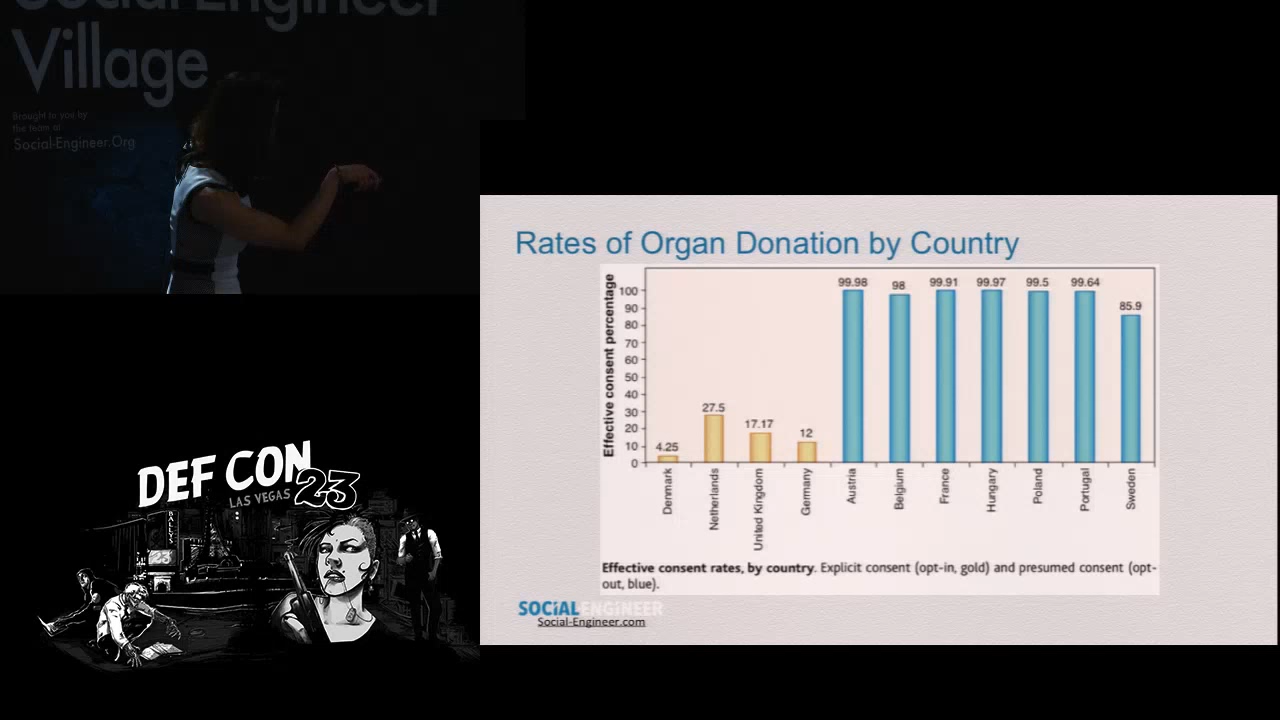 Social Engineer
Village
Brought to you by
the team at
Social-Engineer.Org
DEF CON 23
LAS VEGAS
BALLYS
23
Rates of Organ Donation by Country
Effective consent percentage
100
90
80
70
60
50
40
30
20
10
0
4.25
27.5
17.17
12
99.98
98
99.91
99.97
99.5
99.64
85.9
Denmark
Netherlands
United Kingdom
Germany
Austria
Belgium
France
Hungary
Poland
Portugal
Sweden
Effective consent rates, by country. Explicit consent (opt-in, gold) and presumed consent (opt-
out, blue).
SOCIAL ENGINEER
Social-Engineer.com